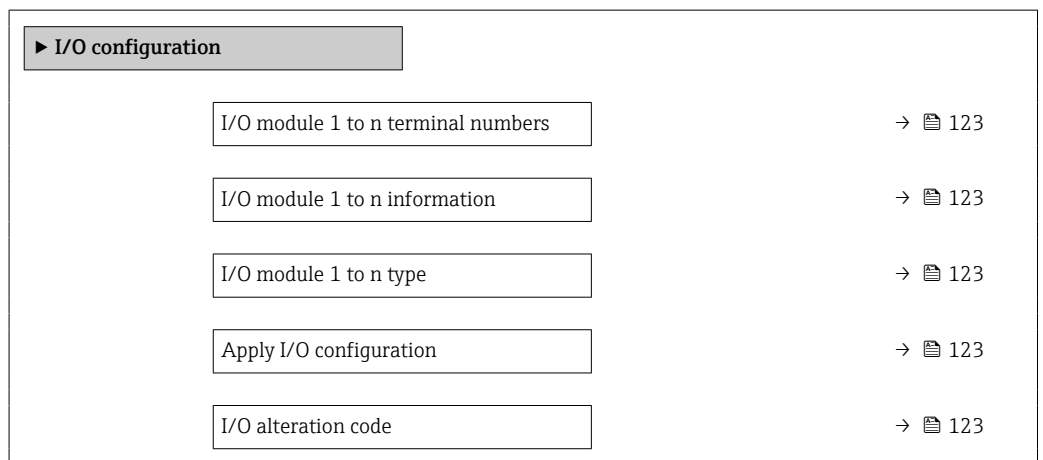 ► I/O configuration
I/O module 1 to n terminal numbers → 123
I/O module 1 to n information → 123
I/O module 1 to n type → 123
Apply I/O configuration → 123
I/O alteration code → 123